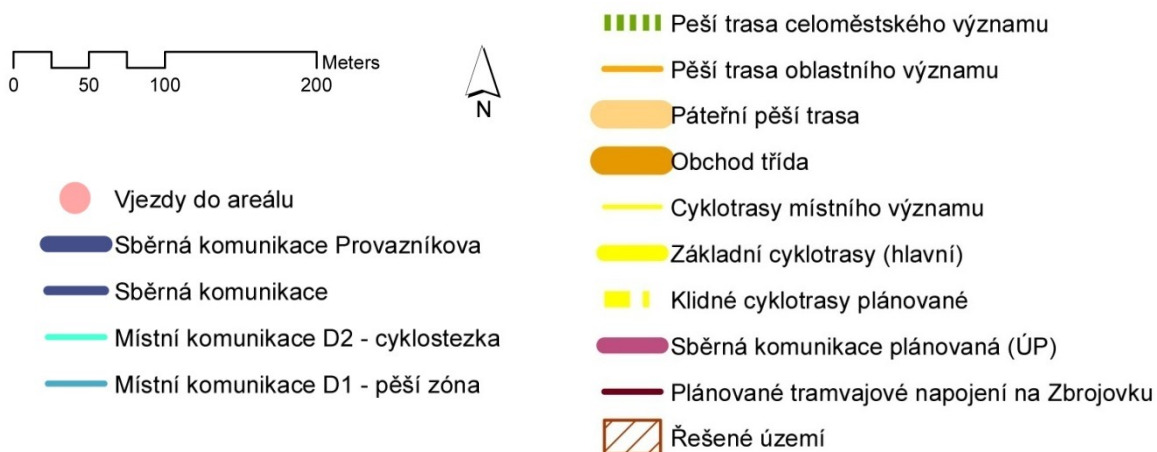 Meters
0 50 100 200
N
Vjezdy do areálu
Sběrná komunikace Provazníkova
Sběrná komunikace
Místní komunikace D2 - cyklostezka
Místní komunikace D1 - pěší zóna
Peší trasa celoměstského významu
Pěší trasa oblastního významu
Páteřní pěší trasa
Obchod třída
Cyklotrasy místního významu
Základní cyklotrasy (hlavní)
Klidné cyklotrasy plánované
Sběrná komunikace plánovaná (ÚP)
Plánované tramvajové napojení na Zbrojovku
Řešené území